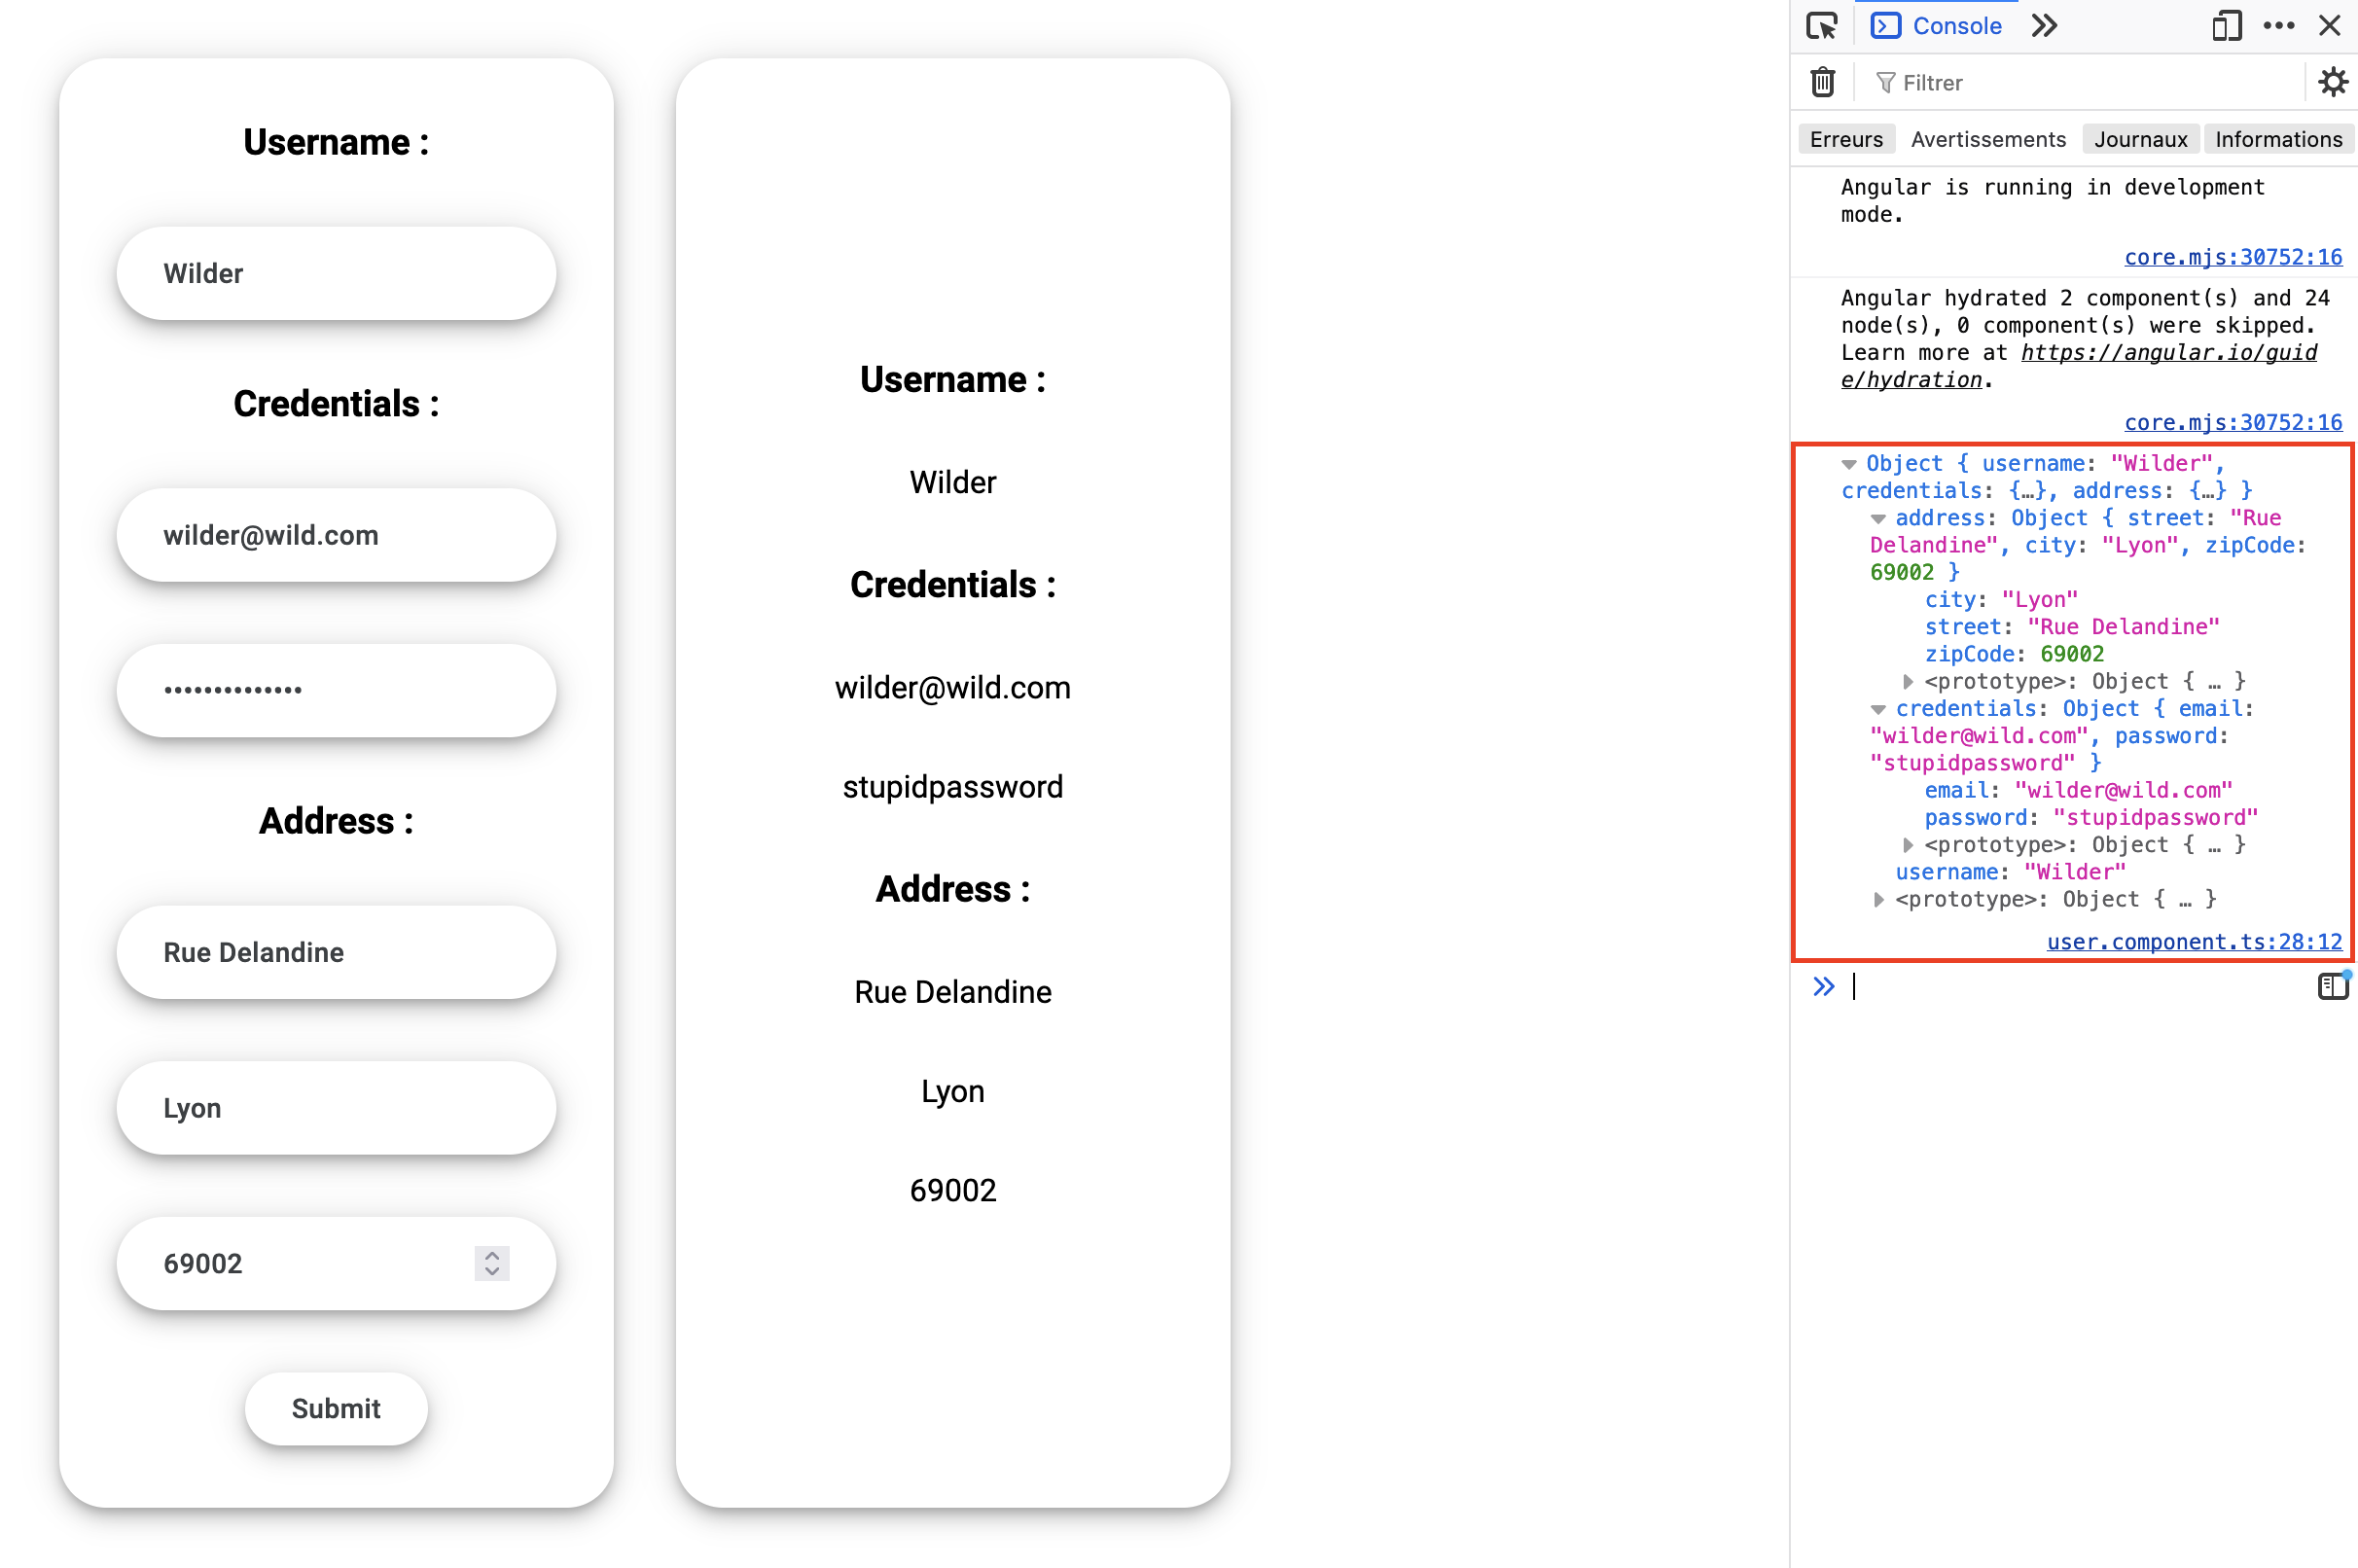 Username :
Wilder
Credentials :
wilder@wild.com
••••••••••••••
Address :
Rue Delandine
Lyon
69002
Submit
Username :
Wilder
Credentials :
wilder@wild.com
stupidpassword
Address :
Rue Delandine
Lyon
69002
Console
Filtrer
Erreurs Avertissements Journaux Informations
Angular is running in development
mode.
core.mjs:30752:16
Angular hydrated 2 component(s) and 24
node(s), 0 component(s) were skipped.
Learn more at https://angular.io/guid
e/hydration.
core.mjs:30752:16
Object { username: "Wilder",
credentials: {…}, address: {…} }
address: Object { street: "Rue
Delandine", city: "Lyon", zipCode:
69002 }
city: "Lyon"
street: "Rue Delandine"
zipCode: 69002
<prototype>: Object { … }
credentials: Object { email:
"wilder@wild.com", password:
"stupidpassword" }
email: "wilder@wild.com"
password: "stupidpassword"
<prototype>: Object { … }
username: "Wilder"
<prototype>: Object { … }
user.component.ts:28:12